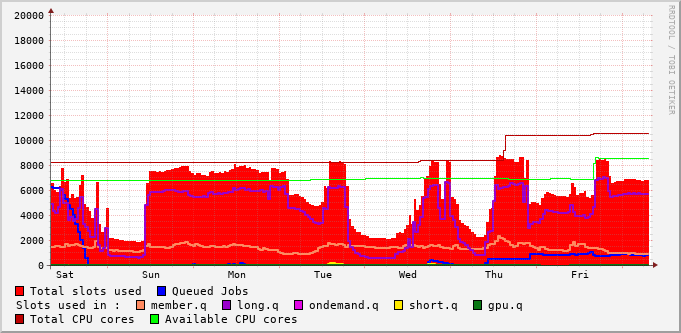 RRDTOOL / TOBI OETIKER
20000
18000
16000
14000
12000
10000
8000
6000
4000
2000
0
Sat Sun Mon Tue Wed Thu Fri
Total slots used Queued Jobs
Slots used in : member.q long.q ondemand.q short.q gpu.q
Total CPU cores Available CPU cores